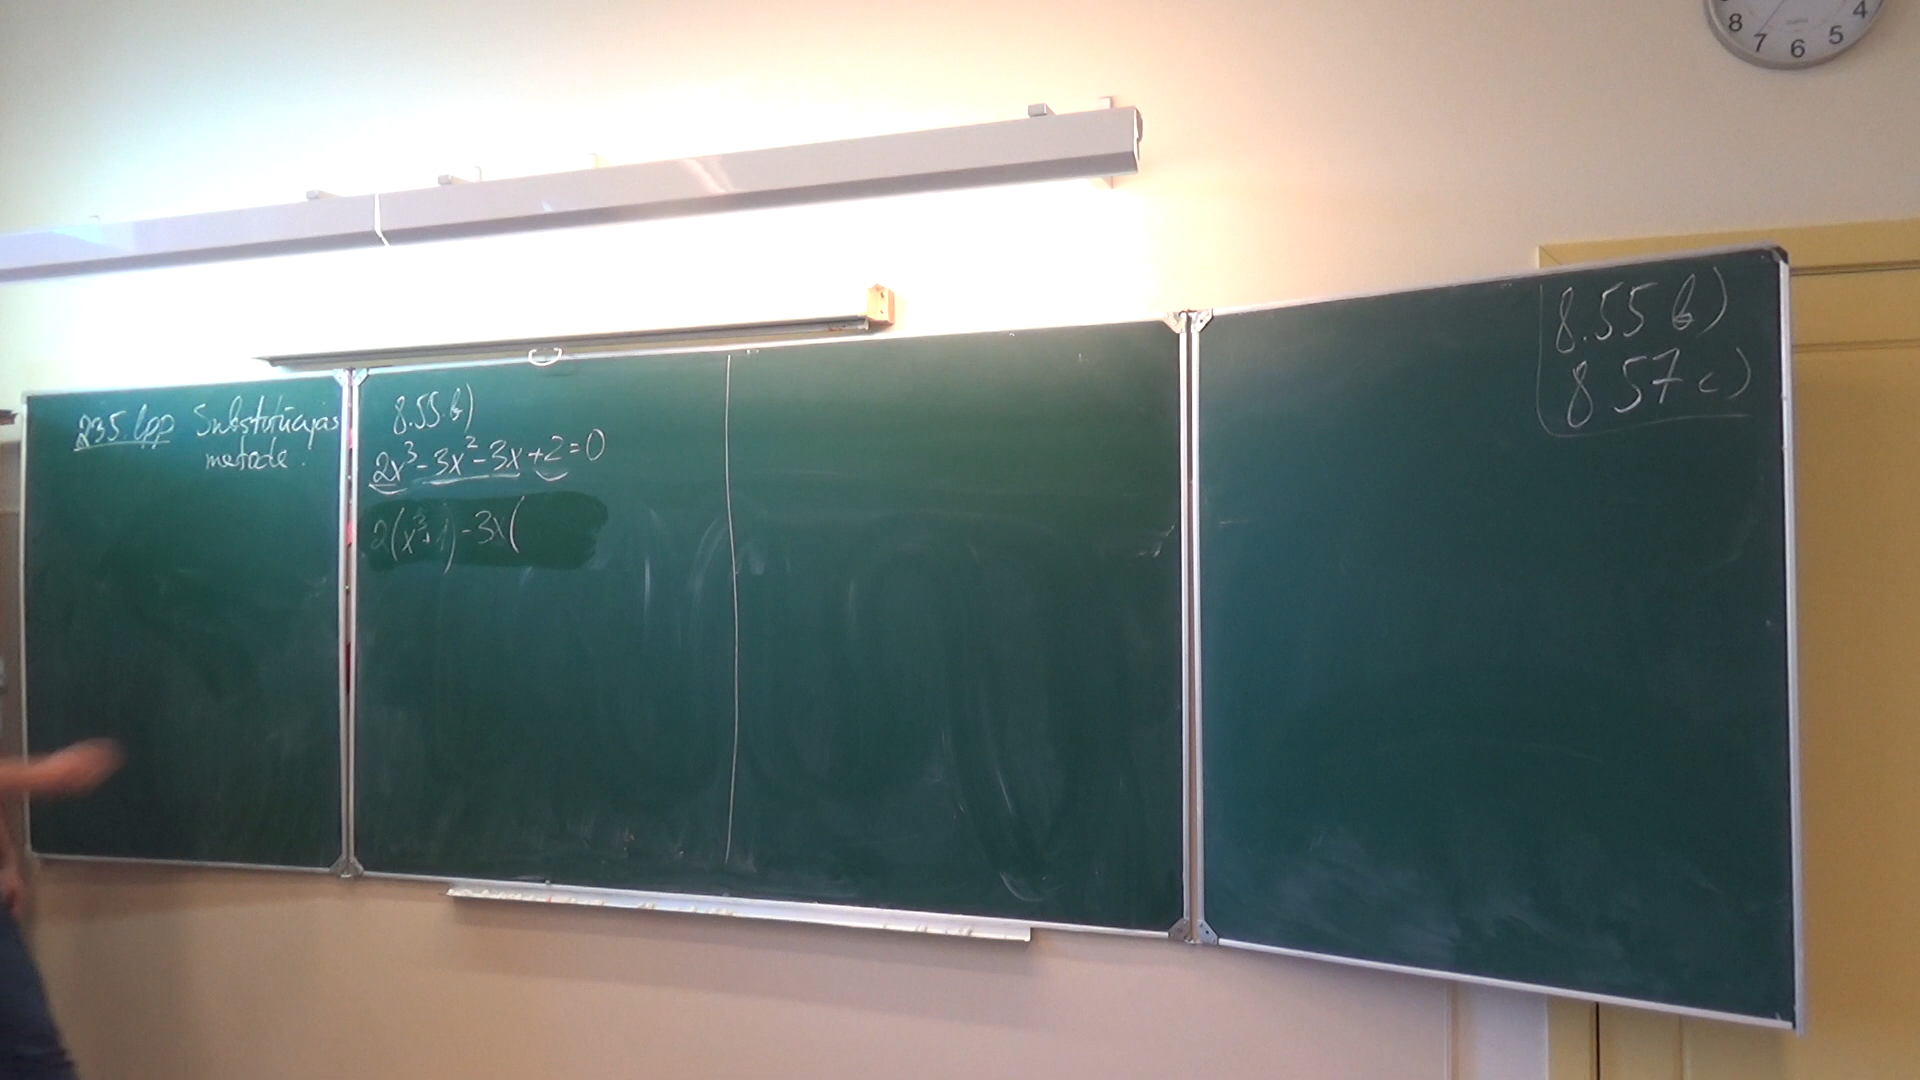 235. lpp Substitūcijas
metode.
8.55. b)
2x³-3x²-3x+2=0
2(x³+1)-3x(
8.55 b)
8 57 c)
8 7 6 5 4